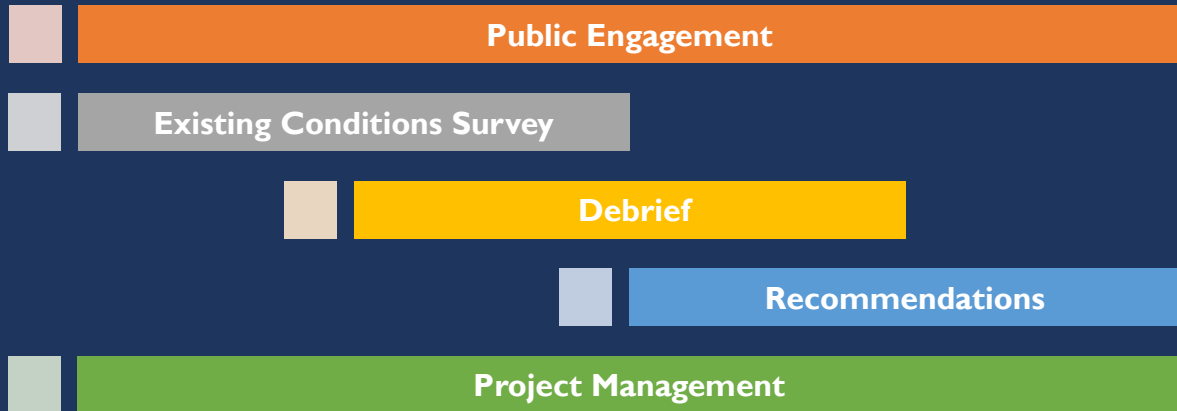 Public Engagement
Existing Conditions Survey
Debrief
Recommendations
Project Management